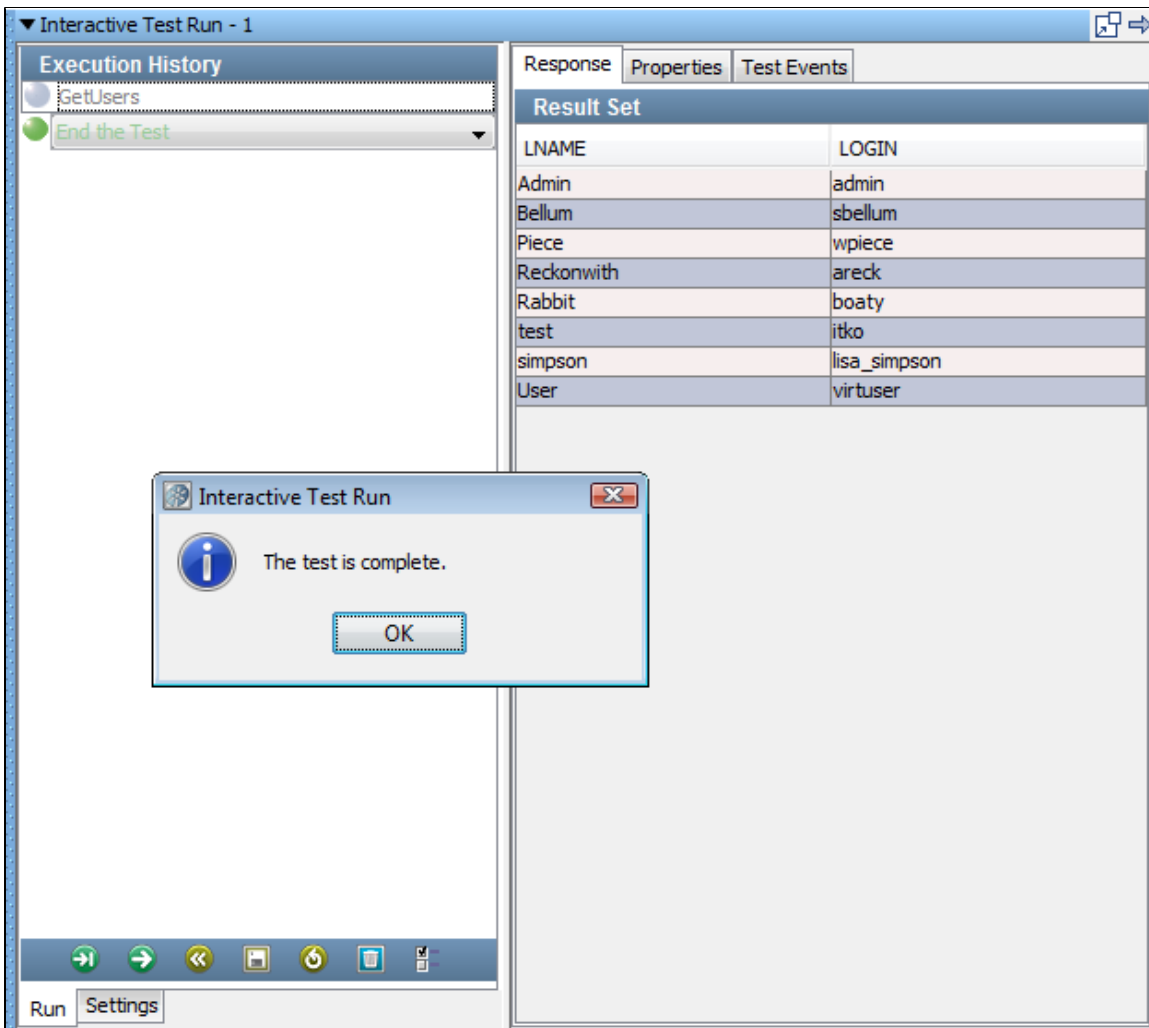 Interactive Test Run - 1
Execution History
GetUsers
End the Test
Response Properties Test Events
Result Set
LNAME LOGIN
Admin admin
Bellum sbellum
Piece wpiece
Reckonwith areck
Rabbit boaty
test itko
simpson lisa_simpson
User virtuser
Interactive Test Run
The test is complete.
OK
Run Settings